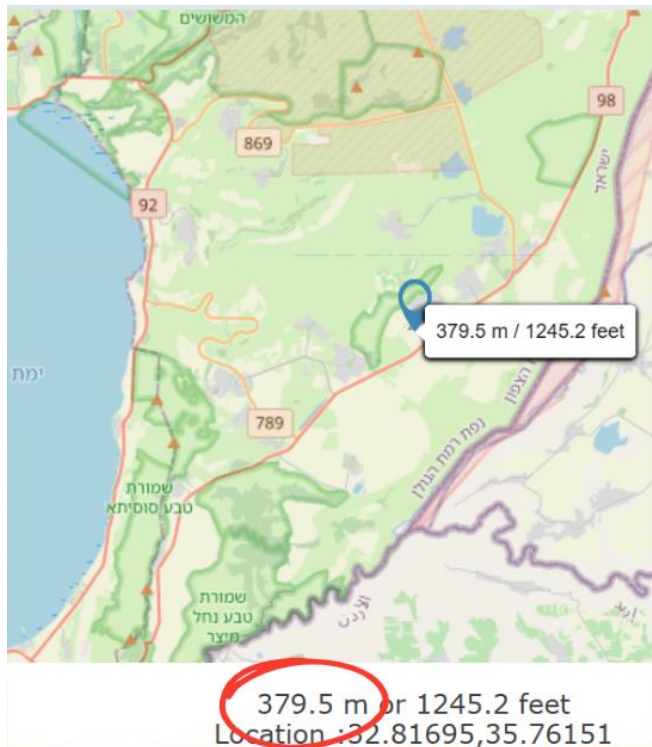 המשושים
98
869
ישראל
92
379.5 m / 1245.2 feet
ימת
הצפון
נפת רמת הגולן
789
שמורת
טבע סוסיתא
שמורת
טבע נחל
מיצר
379.5 m or 1245.2 feet
Location :32.81695,35.76151